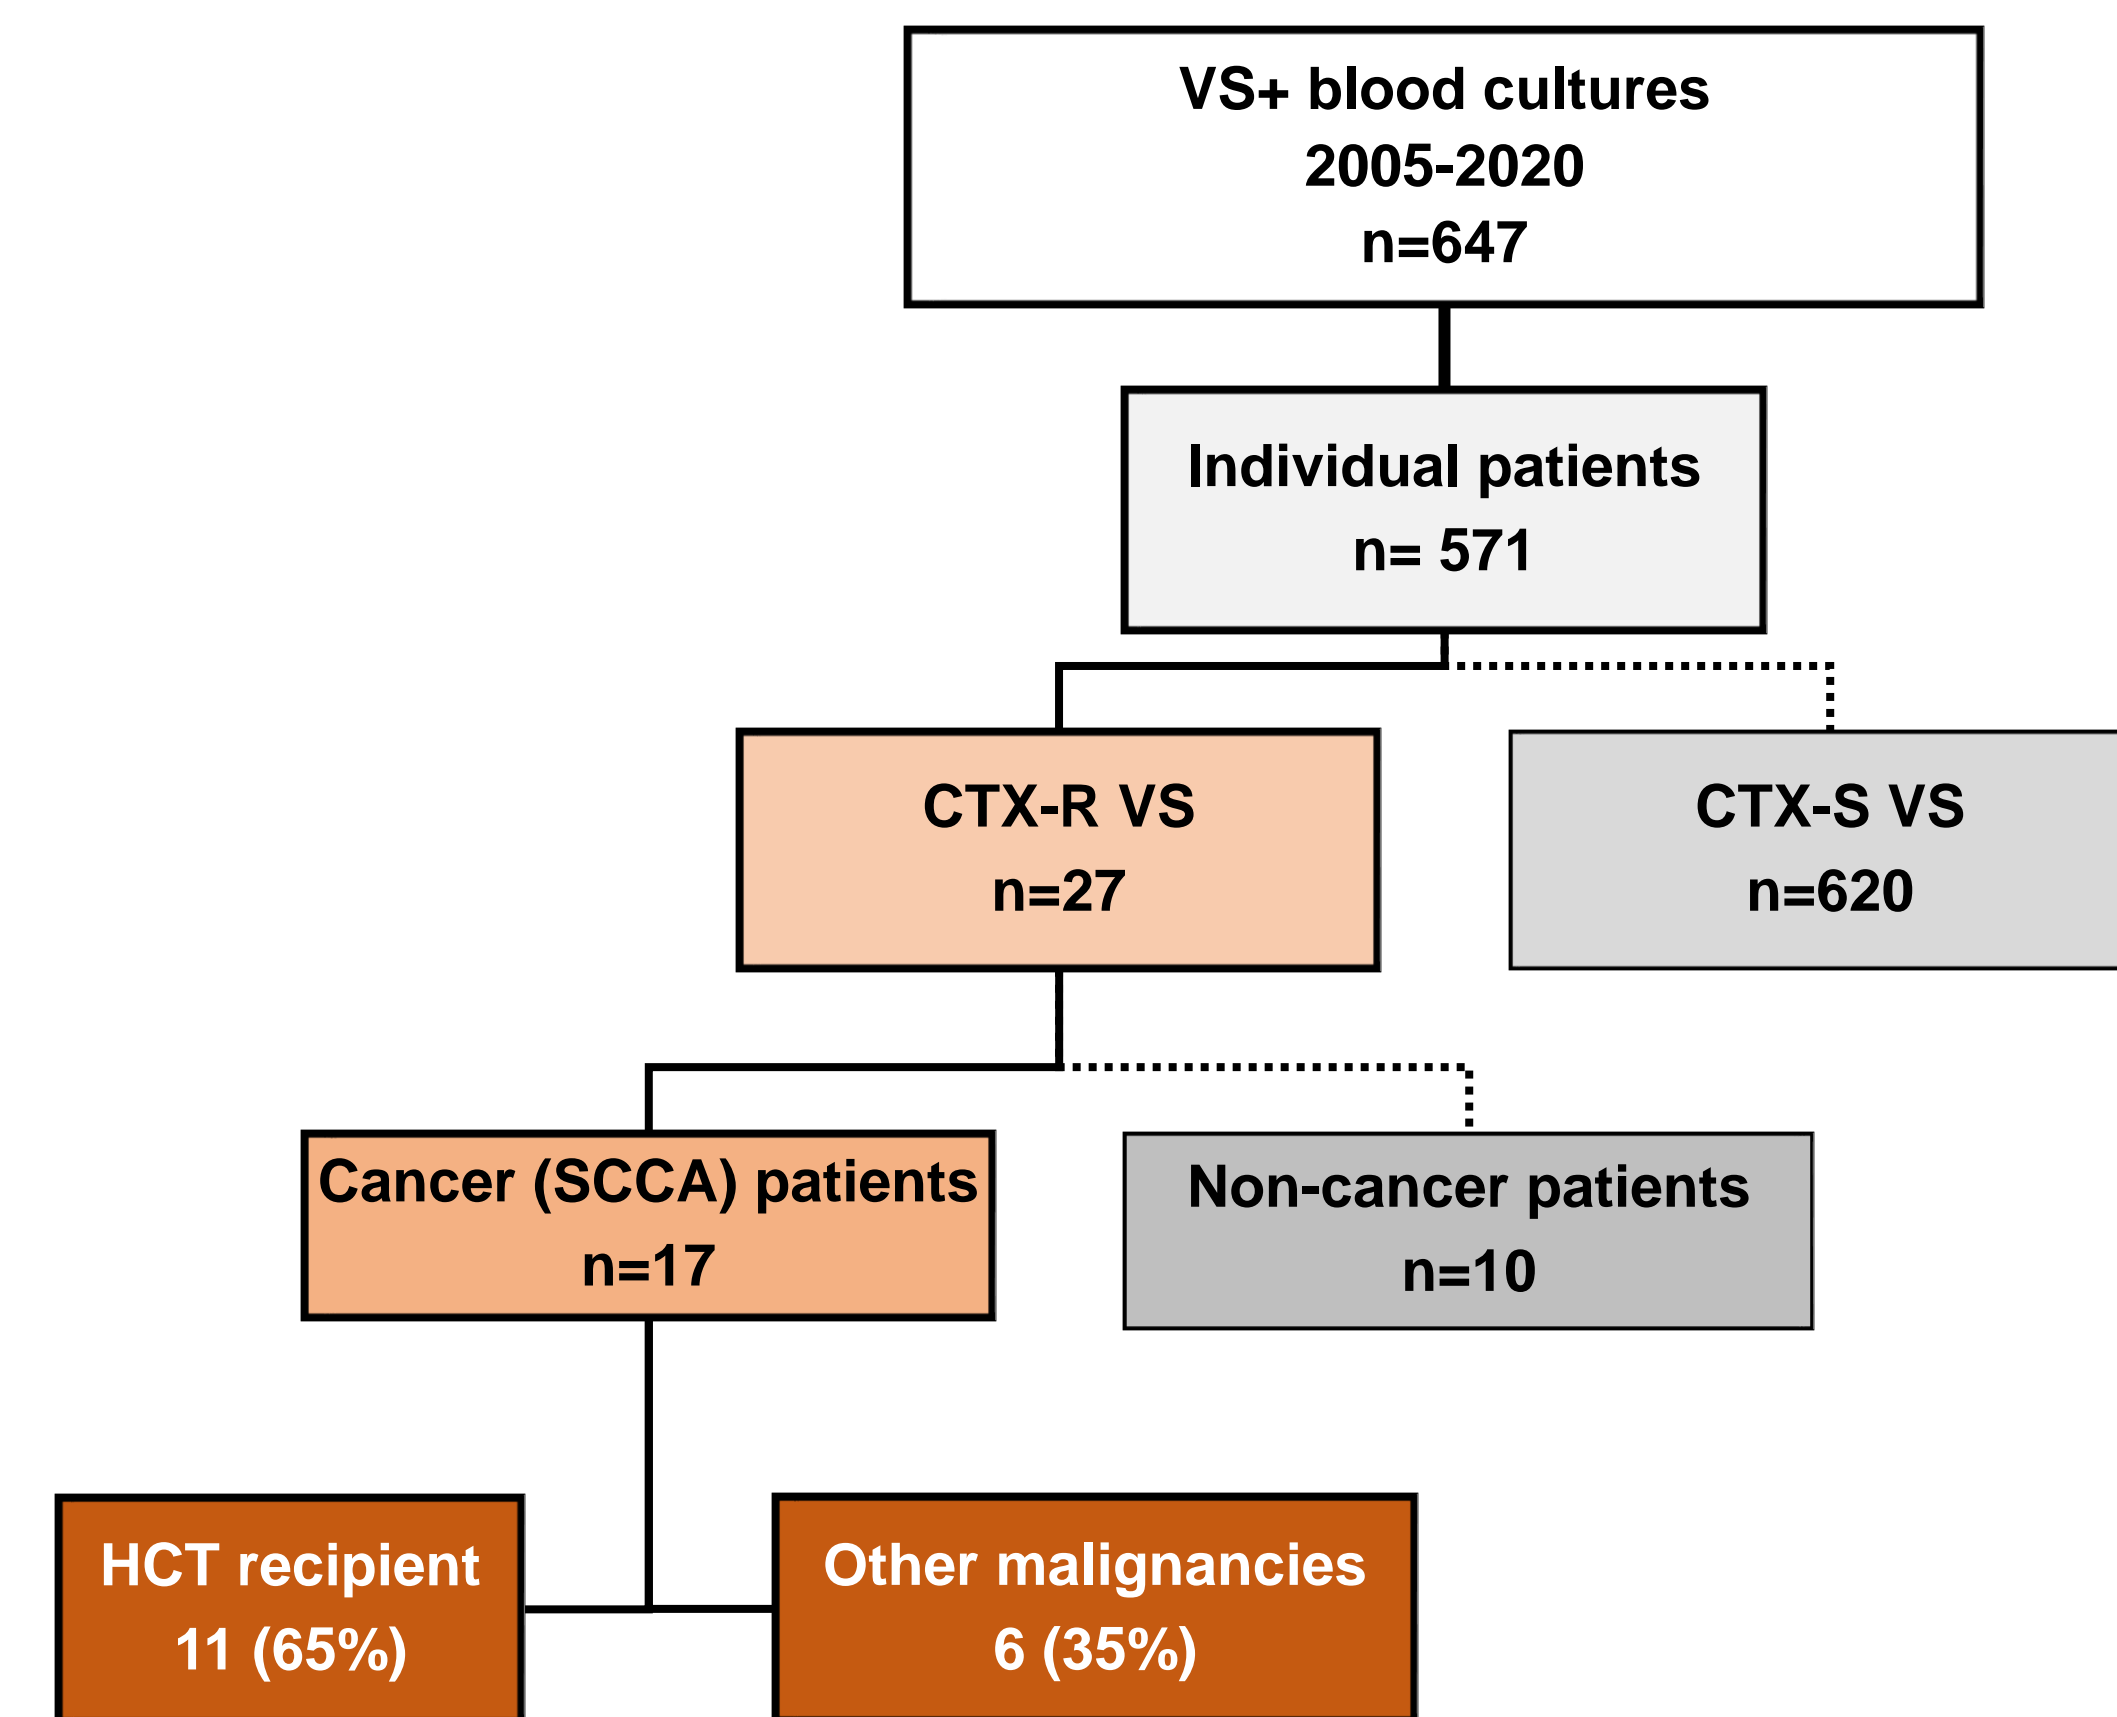 VS+ blood cultures
2005-2020
n=647
Individual patients
n= 571
CTX-R VS
n=27
CTX-S VS
n=620
Cancer (SCCA) patients
n=17
Non-cancer patients
n=10
HCT recipient
11 (65%)
Other malignancies
6 (35%)